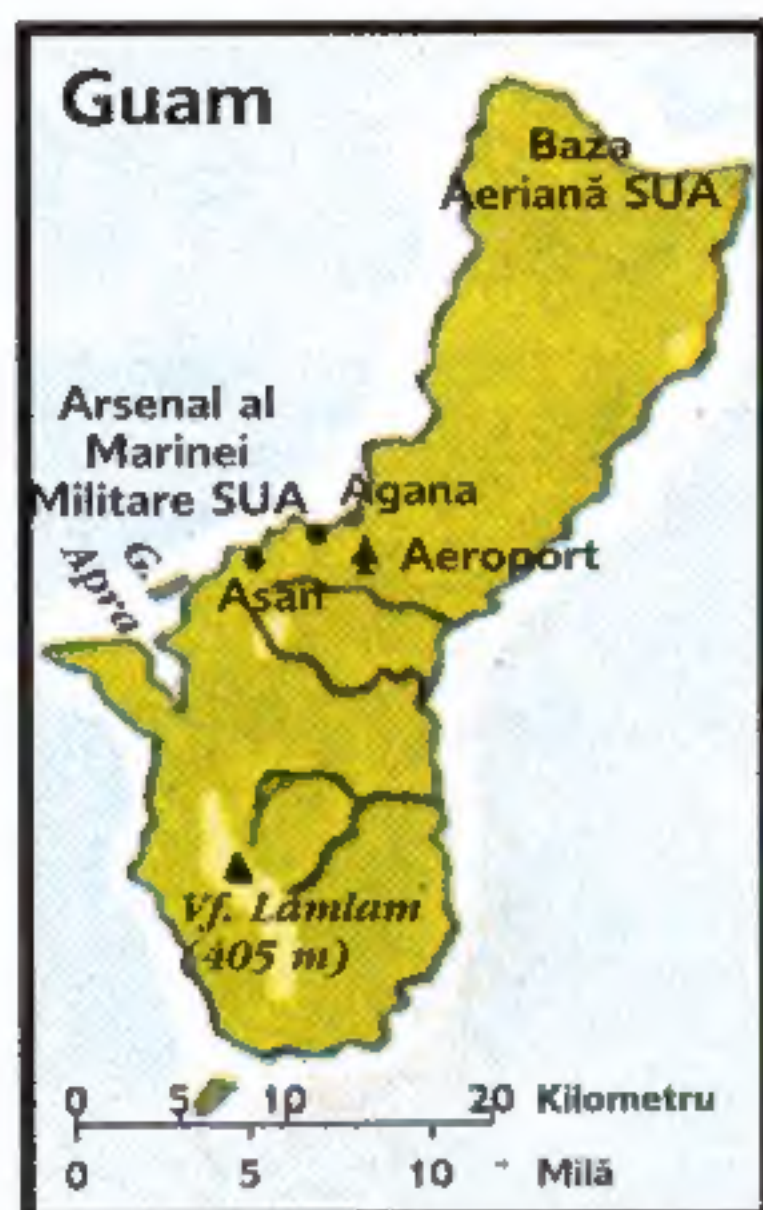 Guam
Baza
Aeriană SUA
Arsenal al
Marinei
Militare SUA
Agana
G.
Apra
Aeroport
Asan
Vf. Lamlam
(405 m)
0 5 10 20 Kilometru
0 5 10 Milă